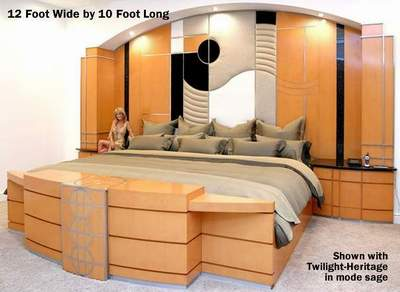 12 Foot Wide by 10 Foot Long
Shown with
Twilight-Heritage
in mode sage